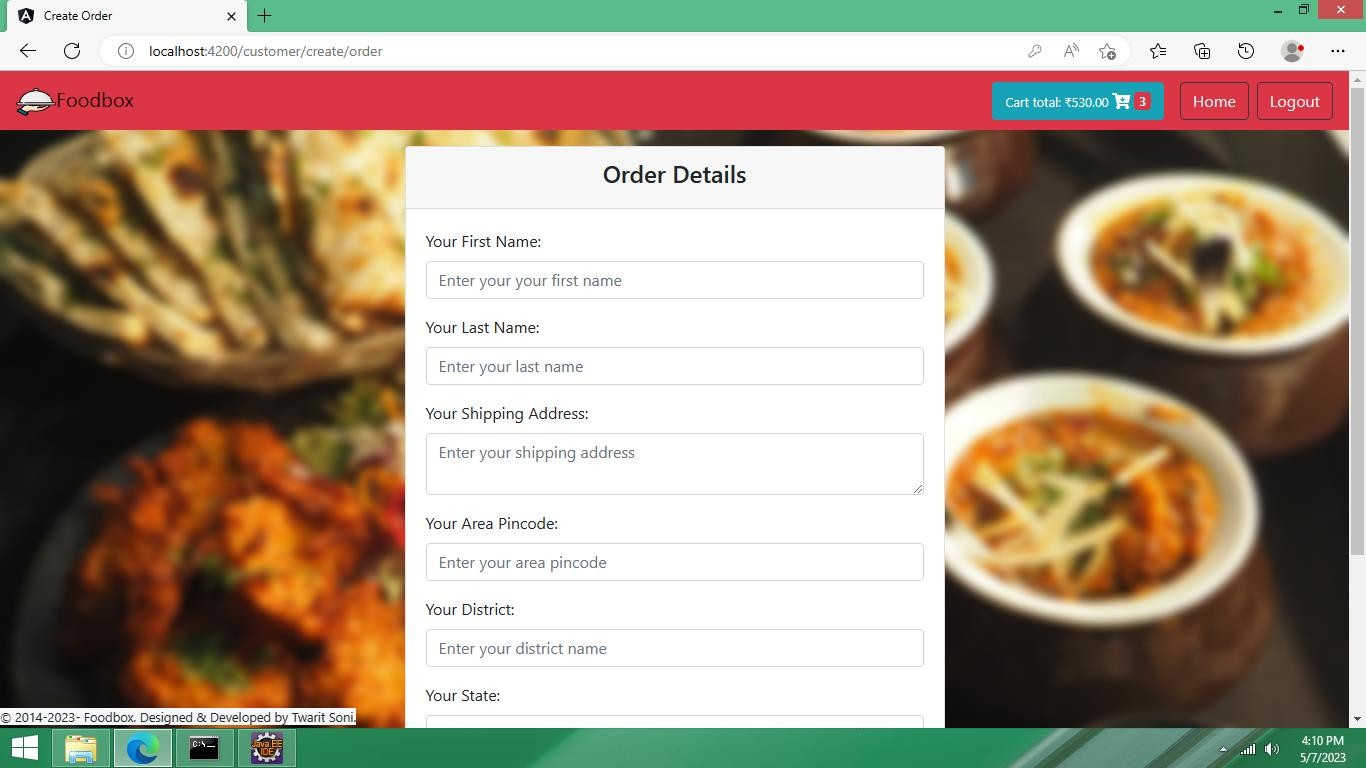 Create Order
localhost:4200/customer/create/order
Foodbox
Cart total: ₹530.00 3
Home
Logout
Order Details
Your First Name:
Enter your your first name
Your Last Name:
Enter your last name
Your Shipping Address:
Enter your shipping address
Your Area Pincode:
Enter your area pincode
Your District:
Enter your district name
Your State:
© 2014-2023- Foodbox. Designed & Developed by Twarit Soni.
C:\_
Java EE
IDE
4:10 PM
5/7/2023